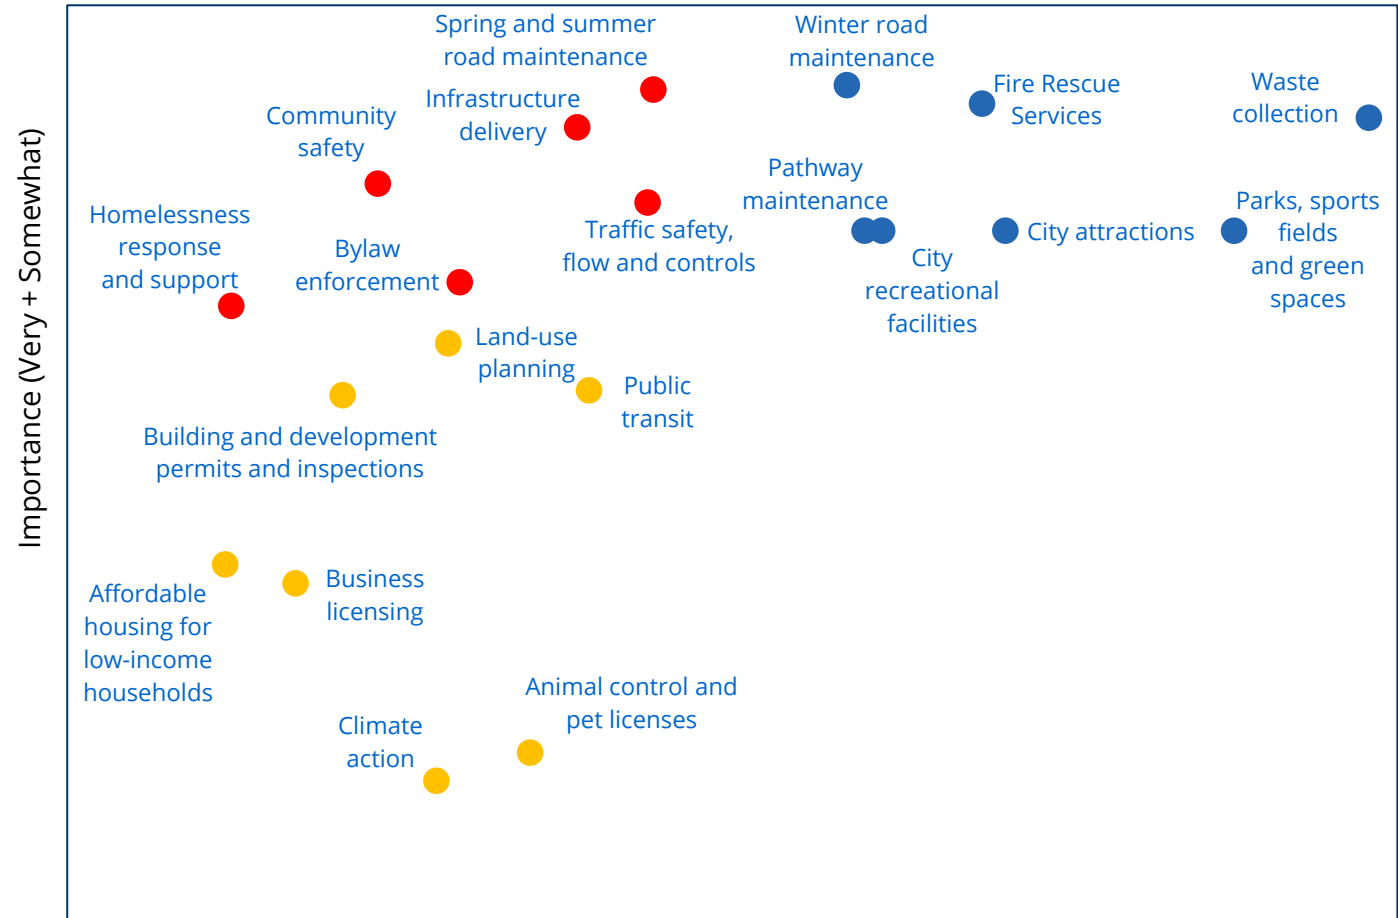 Importance (Very + Somewhat)
Spring and summer
road maintenance
Winter road
maintenance
Fire Rescue
Services
Waste
collection
Infrastructure
delivery
Community
safety
Pathway
maintenance
Homelessness
response
and support
Bylaw
enforcement
Traffic safety,
flow and controls
City attractions
Parks, sports
fields
and green
spaces
City
recreational
facilities
Land-use
planning
Public
transit
Building and development
permits and inspections
Affordable
housing for
low-income
households
Business
licensing
Animal control and
pet licenses
Climate
action